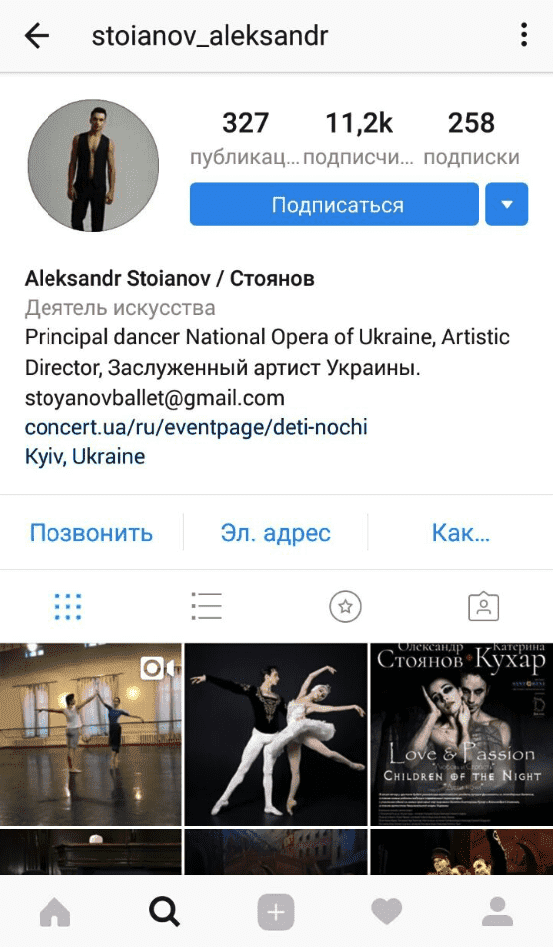 stoianov_aleksandr
327 11,2k 258
публикац... подписчи... подписки
Подписаться
Aleksandr Stoianov / Стоянов
Деятель искусства
Principal dancer National Opera of Ukraine, Artistic
Director, Заслуженный артист Украины.
stoyanovballet@gmail.com
concert.ua/ru/eventpage/deti-nochi
Kyiv, Ukraine
Позвонить Эл. адрес Как...
Олександр Катерина
Стоянов Кухар
Love & Passion
Children of the Night